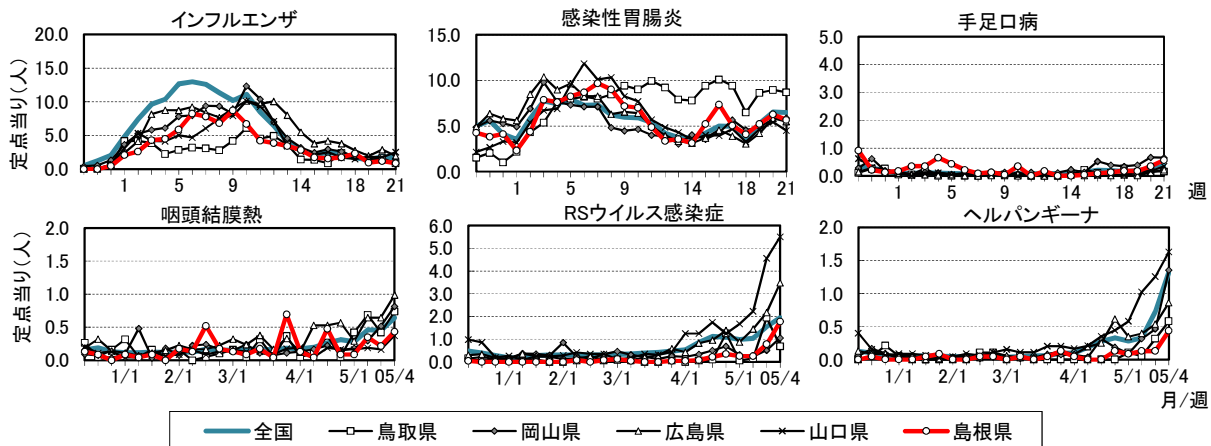 インフルエンザ
20.0
15.0
10.0
5.0
0.0
1 5 9 13 17 21
定点当り(人)
感染性胃腸炎
15.0
10.0
5.0
0.0
1 5 9 14 18 21
手足口病
5.0
4.0
3.0
2.0
1.0
0.0
1 5 10 14 18 21 週
咽頭結膜熱
2.0
1.5
1.0
0.5
0.0
1/1 2/1 3/1 4/1 5/1 05/4
定点当り(人)
RSウイルス感染症
6.0
5.0
4.0
3.0
2.0
1.0
0.0
1/1 2/1 3/1 4/1 5/1 05/4
ヘルパンギーナ
2.0
1.5
1.0
0.5
0.0
1/1 2/1 3/1 4/1 5/1 05/4
月/週
全国 鳥取県 岡山県 広島県 山口県 島根県